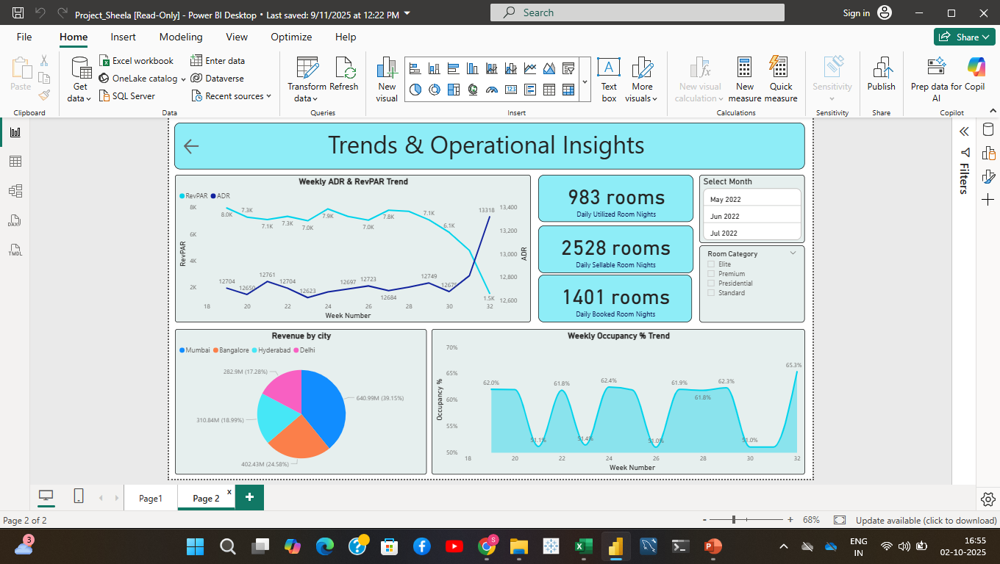 Project_Sheela [Read-Only] - Power BI Desktop • Last saved: 9/11/2025 at 12:22 PM
Search
Sign in
File Home Insert Modeling View Optimize Help
Share
Paste
Get data
Excel workbook
OneLake catalog
SQL Server
Enter data
Dataverse
Recent sources
Transform data
Refresh
New visual
Text box
More visuals
New visual calculation
New measure
Quick measure
Sensitivity
Publish
Prep data for AI
Copil
Clipboard Data Queries Insert Calculations Sensitivity Share Copilot
DAX
TMDL
Filters
Trends & Operational Insights
Weekly ADR & RevPAR Trend
RevPAR ADR
8K
6K
4K
2K
RevPAR
8.0K 7.3K 7.1K 7.3K 7.0K 7.9K 7.0K 7.8K 7.1K 6.1K 1.5K
12704 12650 12761 12704 12623 12697 12723 12684 12749 12675 13318
13,400
13,200
13,000
12,800
12,600
ADR
18 20 22 24 26 28 30 32
Week Number
983 rooms
Daily Utilized Room Nights
2528 rooms
Daily Sellable Room Nights
1401 rooms
Daily Booked Room Nights
Select Month
May 2022
Jun 2022
Jul 2022
Room Category
Elite
Premium
Presidential
Standard
Revenue by city
Mumbai Bangalore Hyderabad Delhi
282.9M (17.28%)
640.99M (39.15%)
310.84M (18.99%)
402.43M (24.58%)
Weekly Occupancy % Trend
70%
65%
60%
55%
50%
Occupancy %
62.0% 51.1% 61.8% 51.4% 62.4% 51.0% 61.9% 61.8% 62.3% 51.0% 65.3%
18 20 22 24 26 28 30 32
Week Number
Page1
Page 2
x
+
Page 2 of 2
- + 68%
Update available (click to download)
3
S
ENG
IN
16:55
02-10-2025